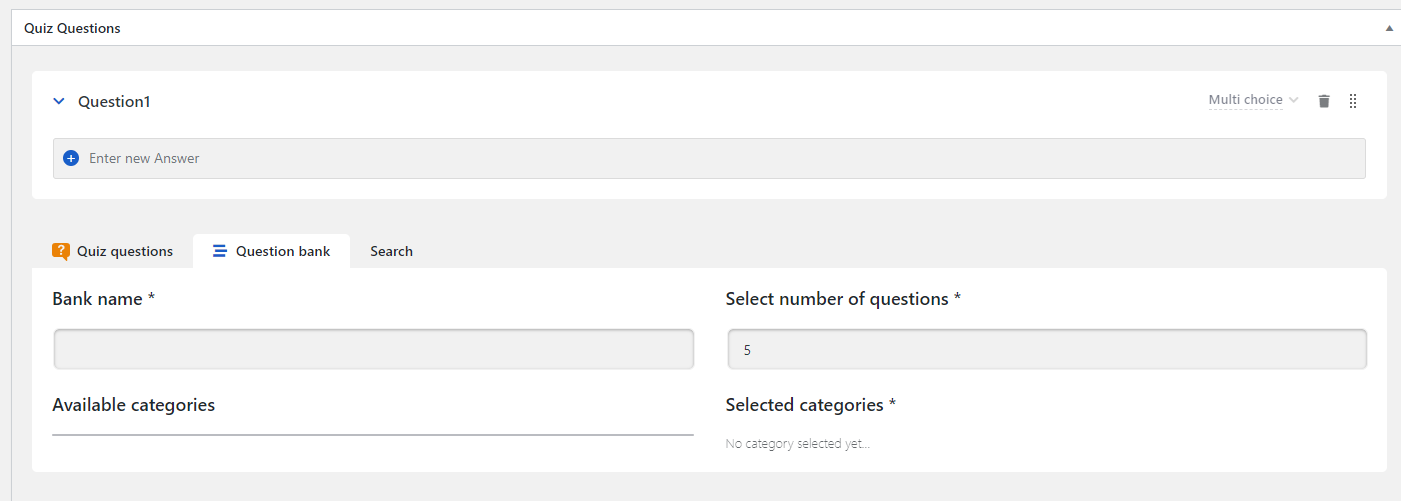 Quiz Questions
Question1
Multi choice
Enter new Answer
Quiz questions
Question bank
Search
Bank name *
Select number of questions *
5
Available categories
Selected categories *
No category selected yet...